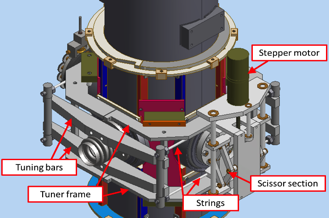 Stepper motor
Tuning bars
Tuner frame
Strings
Scissor section